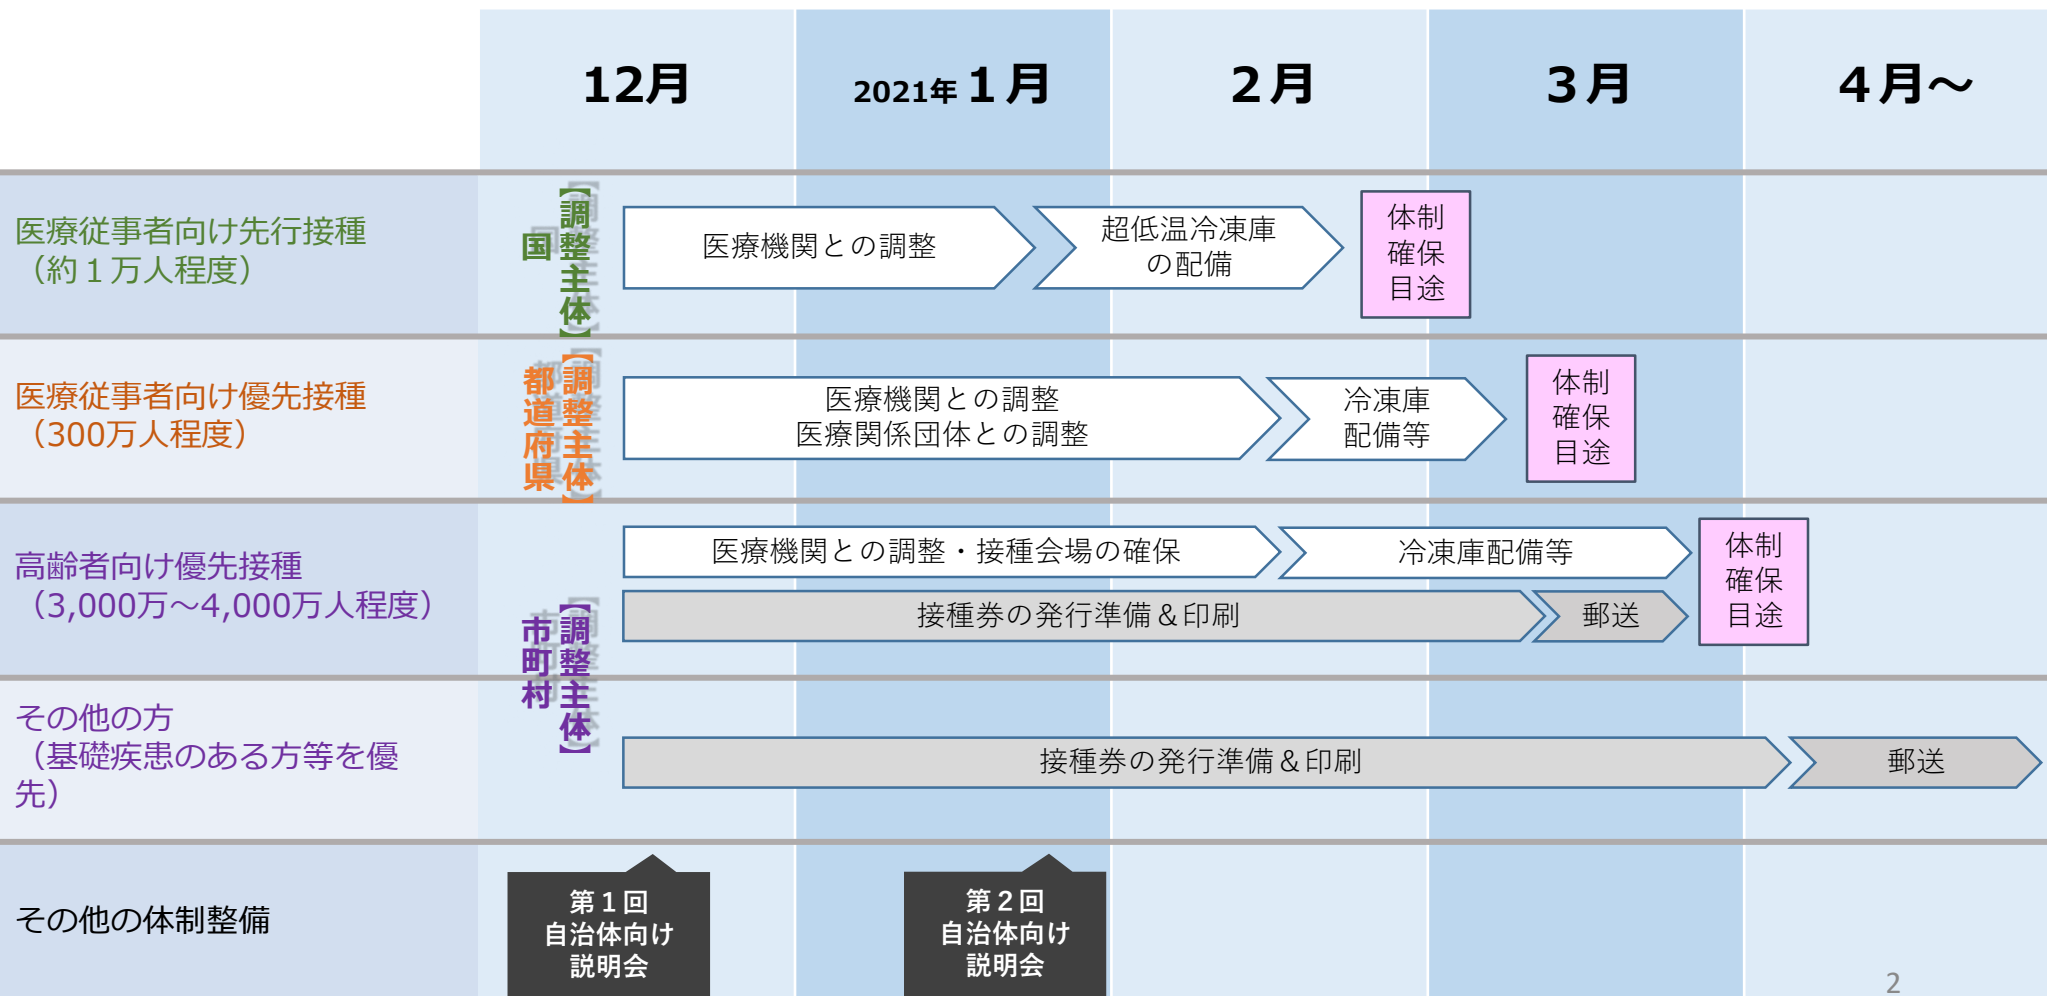 12月
2021年 1月
2月
3月
4月～
医療従事者向け先行接種
（約１万人程度）
【調整主体】
国
医療機関との調整
超低温冷凍庫
の配備
体制
確保
目途
医療従事者向け優先接種
（300万人程度）
【調整主体】
都道府県
医療機関との調整
医療関係団体との調整
冷凍庫
配備等
体制
確保
目途
高齢者向け優先接種
（3,000万～4,000万人程度）
【調整主体】
市町村
医療機関との調整・接種会場の確保
冷凍庫配備等
接種券の発行準備＆印刷
郵送
体制
確保
目途
その他の方
（基礎疾患のある方等を優
先）
接種券の発行準備＆印刷
郵送
その他の体制整備
第１回
自治体向け
説明会
第２回
自治体向け
説明会
2